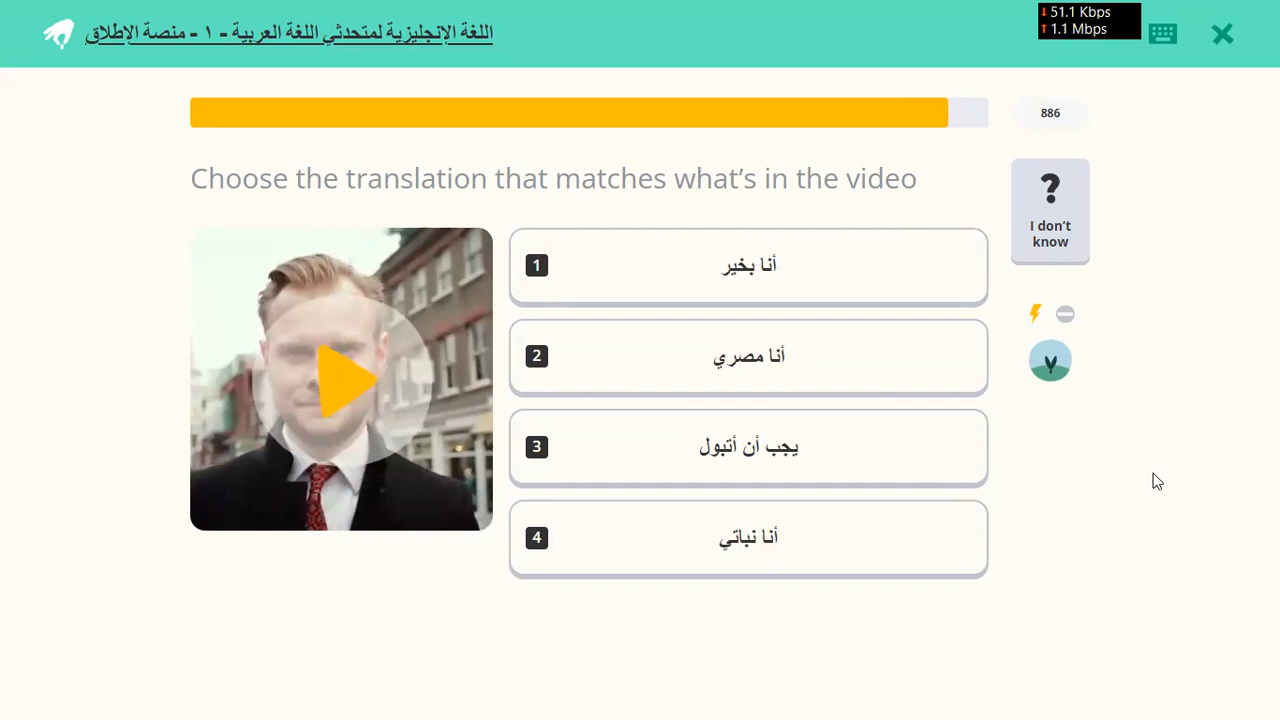 اللغة الإنجليزية لمتحدثي اللغة العربية - ١ - منصة الإطلاق
↓ 51.1 Kbps
↑ 1.1 Mbps
886
Choose the translation that matches what's in the video
?
I don't
know
1 أنا بخير
2 أنا مصري
3 يجب أن أتبول
4 أنا نباتي